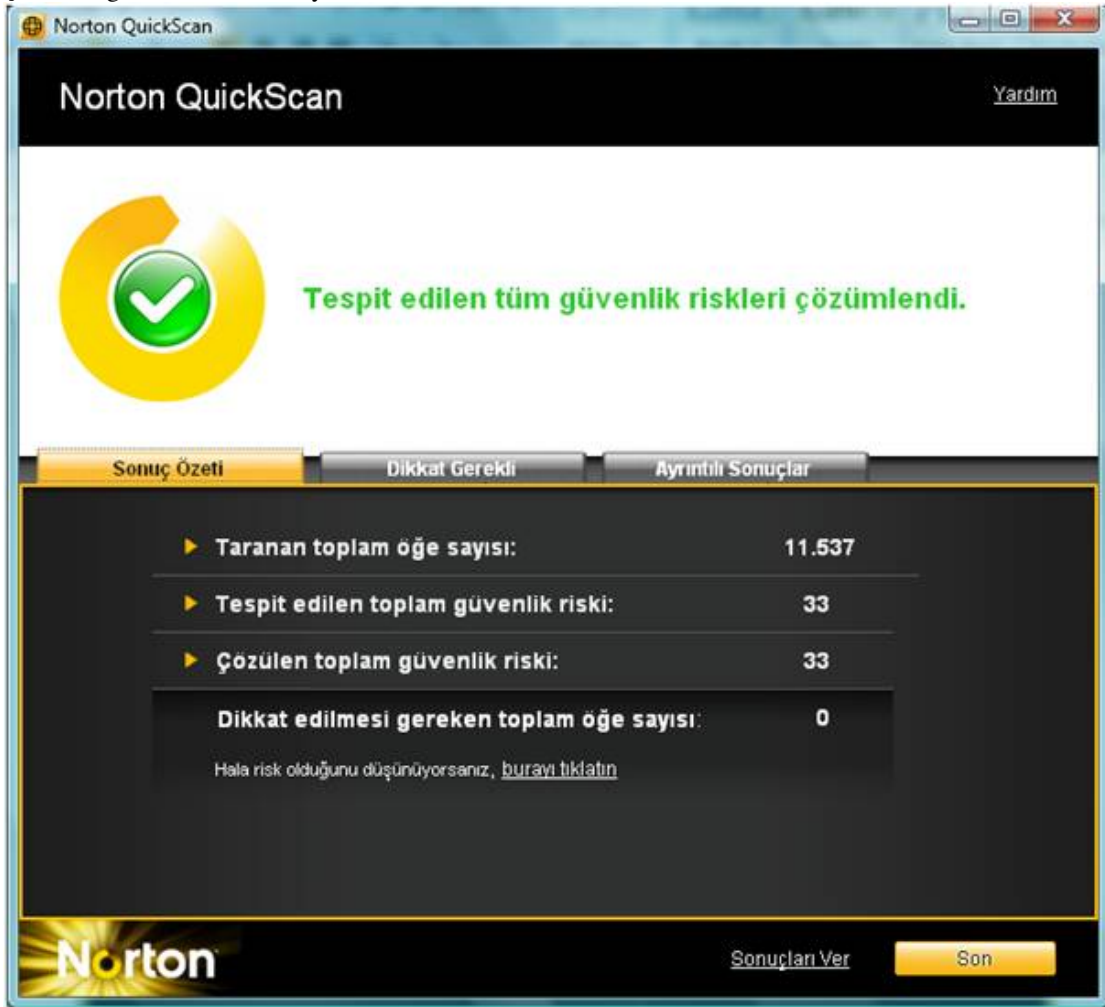 Norton QuickScan
Norton QuickScan
Yardım
Tespit edilen tüm güvenlik riskleri çözümlendi.
Sonuç Özeti
Dikkat Gerekli
Ayrıntılı Sonuçlar
Taranan toplam öğe sayısı: 11.537
Tespit edilen toplam güvenlik riski: 33
Çözülen toplam güvenlik riski: 33
Dikkat edilmesi gereken toplam öğe sayısı: 0
Hala risk olduğunu düşünüyorsanız, burayı tıklatın
Norton
Sonuçları Ver
Son